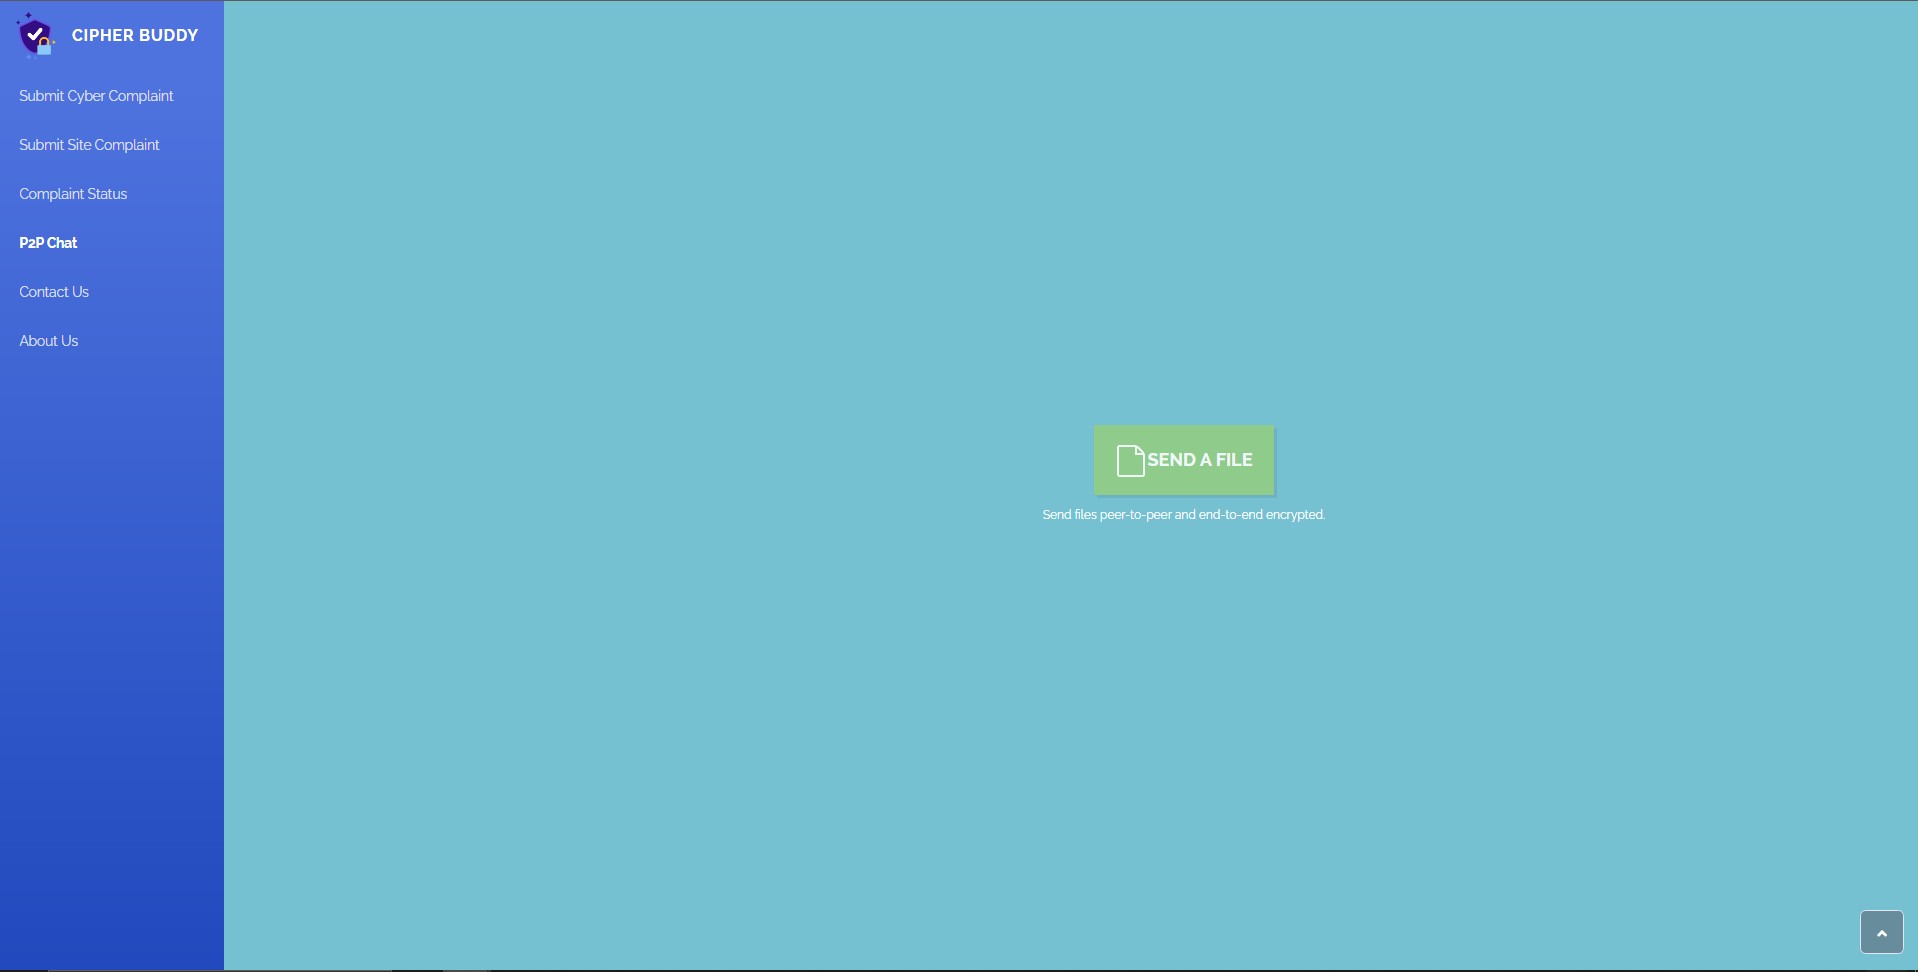 CIPHER BUDDY
Submit Cyber Complaint
Submit Site Complaint
Complaint Status
P2P Chat
Contact Us
About Us
SEND A FILE
Send files peer-to-peer and end-to-end encrypted.